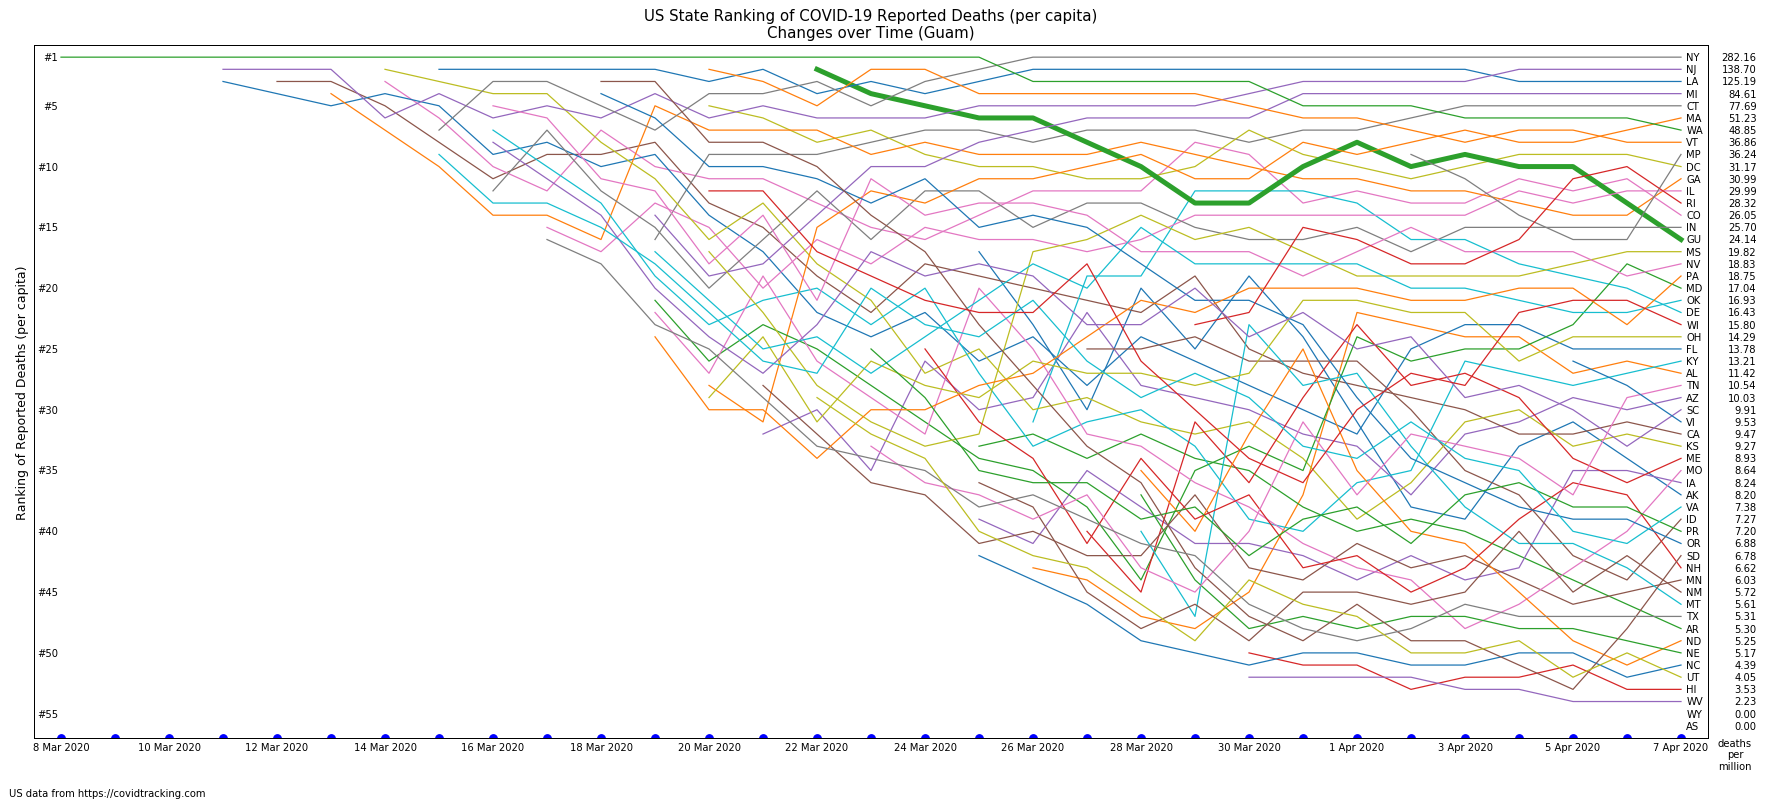 US State Ranking of COVID-19 Reported Deaths (per capita)
Changes over Time (Guam)
Ranking of Reported Deaths (per capita)
#1
#5
#10
#15
#20
#25
#30
#35
#40
#45
#50
#55
NY 282.16
NJ 138.70
LA 125.19
MI 84.61
CT 77.69
MA 51.23
WA 48.85
VT 36.86
MP 36.24
DC 31.17
GA 30.99
IL 29.99
RI 28.32
CO 26.05
IN 25.70
GU 24.14
MS 19.82
NV 18.83
PA 18.75
MD 17.04
OK 16.93
DE 16.43
WI 15.80
OH 14.29
FL 13.78
KY 13.21
AL 11.42
TN 10.54
AZ 10.03
SC 9.91
VI 9.53
CA 9.47
KS 9.27
ME 8.93
MO 8.64
IA 8.24
AK 8.20
VA 7.38
ID 7.27
PR 7.20
OR 6.88
SD 6.78
NH 6.62
MN 6.03
NM 5.72
MT 5.61
TX 5.31
AR 5.30
ND 5.25
NE 5.17
NC 4.39
UT 4.05
HI 3.53
WV 2.23
WY 0.00
AS 0.00
8 Mar 2020 10 Mar 2020 12 Mar 2020 14 Mar 2020 16 Mar 2020 18 Mar 2020 20 Mar 2020 22 Mar 2020 24 Mar 2020 26 Mar 2020 28 Mar 2020 30 Mar 2020 1 Apr 2020 3 Apr 2020 5 Apr 2020 7 Apr 2020
deaths
per
million
US data from https://covidtracking.com